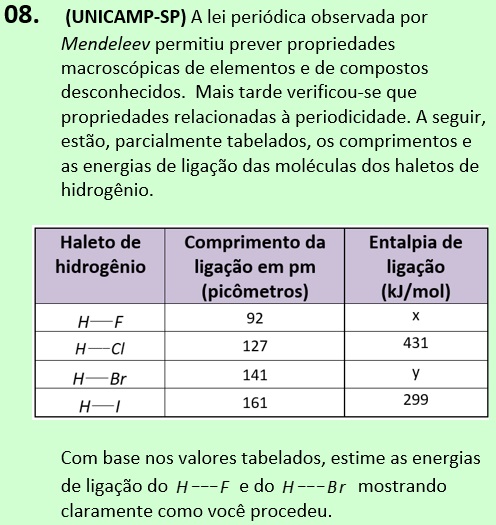 08. (UNICAMP-SP) A lei periódica observada por
Mendeleev permitiu prever propriedades
macroscópicas de elementos e de compostos
desconhecidos. Mais tarde verificou-se que
propriedades relacionadas à periodicidade. A seguir,
estão, parcialmente tabelados, os comprimentos e
as energias de ligação das moléculas dos haletos de
hidrogênio.
Haleto de hidrogênio Comprimento da ligação em pm (picômetros) Entalpia de ligação (kJ/mol)
H—F 92 x
H—Cl 127 431
H—Br 141 y
H—I 161 299
Com base nos valores tabelados, estime as energias
de ligação do H---F e do H---Br mostrando
claramente como você procedeu.